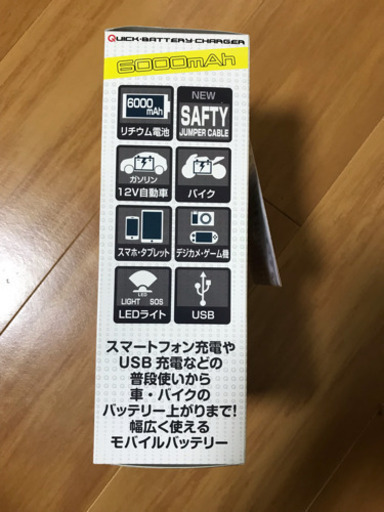 QUICK·BATTERY·CHARGER
6000mAh
6000
mAh
リチウム電池
NEW
SAFTY
JUMPER CABLE
ガソリン
12V自動車
バイク
スマホ・タブレット
デジカメ・ゲーム機
LED
LIGHT SOS
LEDライト
USB
スマートフォン充電や
USB充電などの
普段使いから
車・バイクの
バッテリー上がりまで!
幅広く使える
モバイルバッテリー